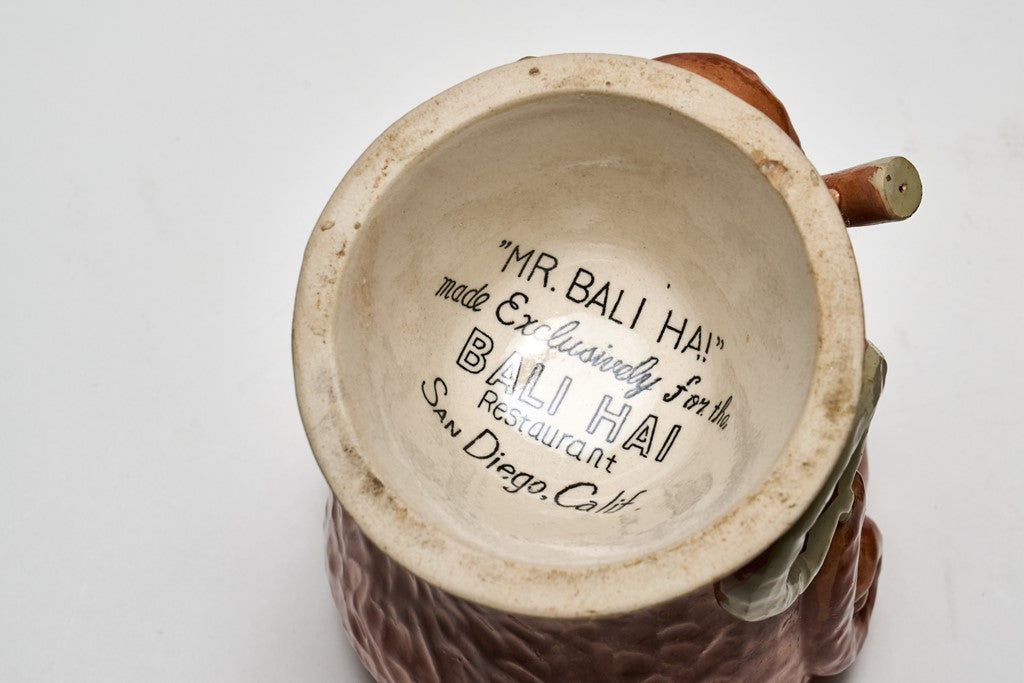 "MR. BALI HAI"
made Exclusively for the
BALI HAI
Restaurant
SAN Diego, Calif.